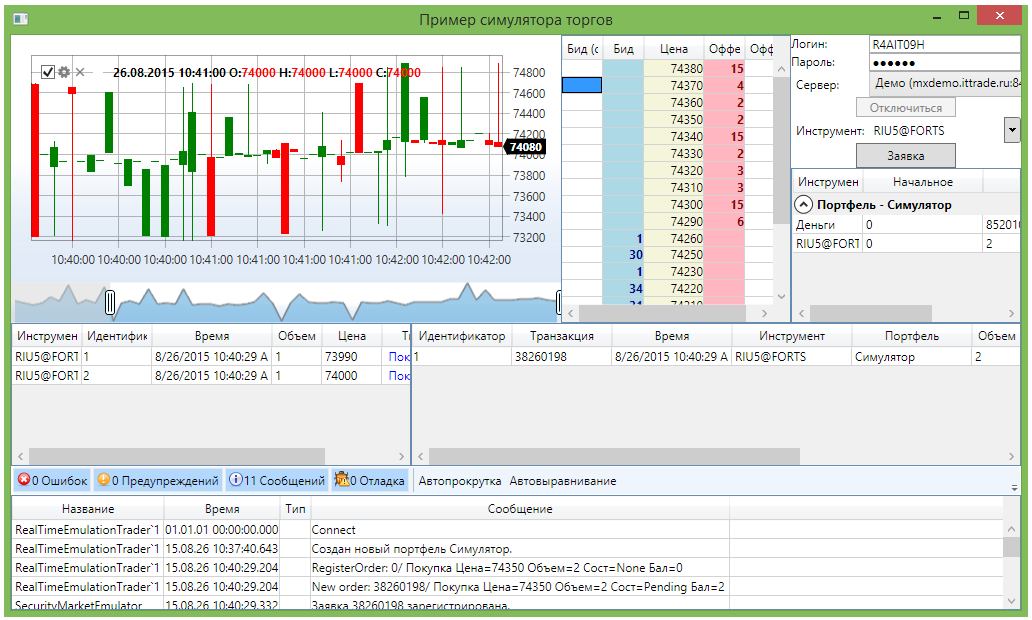 Пример симулятора торгов
26.08.2015 10:41:00 O:74000 H:74000 L:74000 C:74000
74800
74600
74400
74200
74080
74000
73800
73600
73400
73200
10:40:00 10:40:00 10:40:00 10:41:00 10:41:00 10:41:00 10:41:00 10:42:00 10:42:00 10:42:00
Бид (с Бид Цена Оффе Офф
74380 15
74370 4
74360 2
74350 2
74340 15
74330 2
74320 3
74310 3
74300 15
74290 6
1 74260
30 74250
1 74230
34 74220
31 74210
Логин: R4AIT09H
Пароль: ●●●●●●
Сервер: Демо (mxdemo.ittrade.ru:84
Отключиться
Инструмент: RIU5@FORTS
Заявка
Инструмен Начальное
Портфель - Симулятор
Деньги 0 85201
RIU5@FORT 0 2
Инструмен Идентифик Время Объем Цена
RIU5@FORT 1 8/26/2015 10:40:29 A 1 73990 Пок
RIU5@FORT 2 8/26/2015 10:40:29 A 1 74000 Пок
Идентификатор Транзакция Время Инструмент Портфель Объем
1 38260198 8/26/2015 10:40:29 A RIU5@FORTS Симулятор 2
0 Ошибок 0 Предупреждений 11 Сообщений 0 Отладка Автопрокрутка Автовыравнивание
Название Время Тип Сообщение
RealTimeEmulationTrader`1 01.01.01 00:00:00.000 Connect
RealTimeEmulationTrader`1 15.08.26 10:37:40.643 Создан новый портфель Симулятор.
RealTimeEmulationTrader`1 15.08.26 10:40:29.204 RegisterOrder: 0/ Покупка Цена=74350 Объем=2 Сост=None Бал=0
RealTimeEmulationTrader`1 15.08.26 10:40:29.204 New order: 38260198/ Покупка Цена=74350 Объем=2 Сост=Pending Бал=2
SecurityMarketEmulator 15.08.26 10:40:29.332 Заявка 38260198 зарегистрирована.